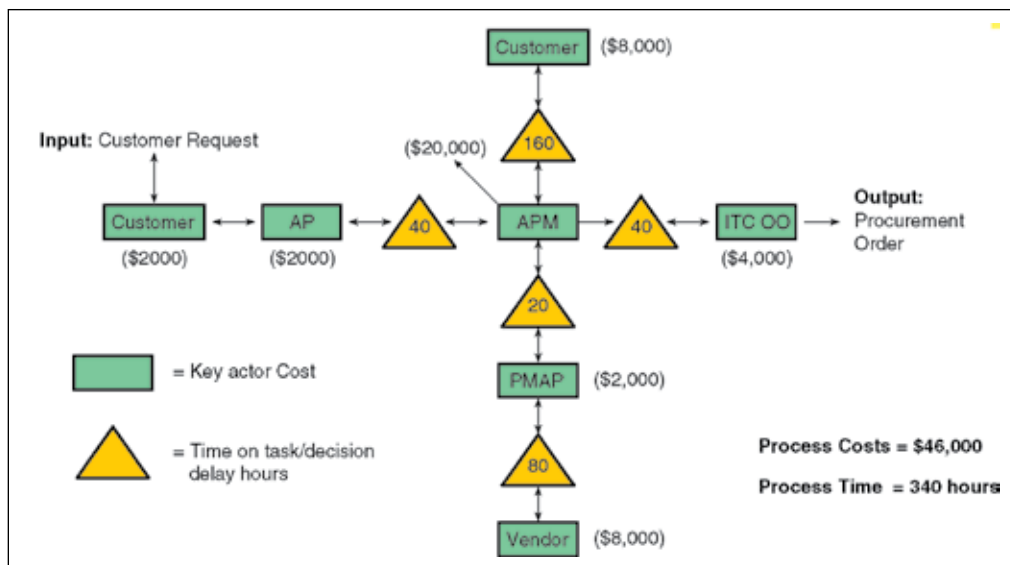 Customer ($8,000)
Input: Customer Request
160
($20,000)
Customer AP 40 APM 40 ITC OO
Output:
Procurement
Order
($2000) ($2000) ($4,000)
20
= Key actor Cost
PMAP ($2,000)
= Time on task/decision
delay hours
80
Process Costs = $46,000
Process Time = 340 hours
Vendor ($8,000)